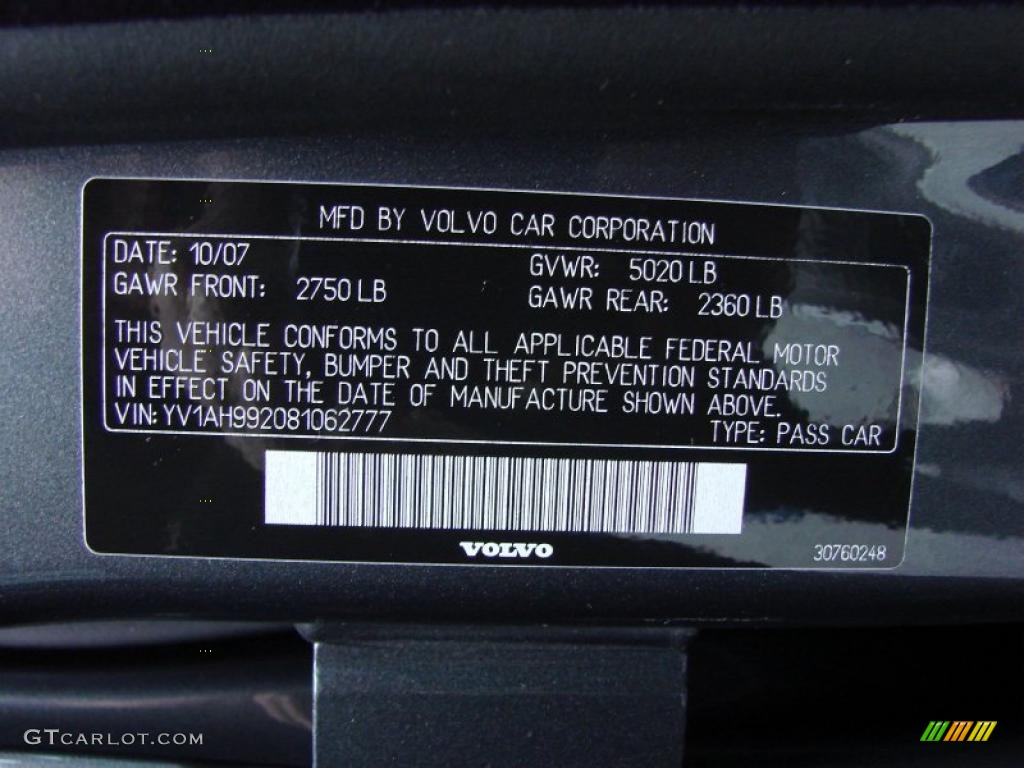 MFD BY VOLVO CAR CORPORATION
DATE: 10/07 GVWR: 5020 LB
GAWR FRONT: 2750 LB GAWR REAR: 2360 LB
THIS VEHICLE CONFORMS TO ALL APPLICABLE FEDERAL MOTOR
VEHICLE SAFETY, BUMPER AND THEFT PREVENTION STANDARDS
IN EFFECT ON THE DATE OF MANUFACTURE SHOWN ABOVE.
VIN: YV1AH992081062777 TYPE: PASS CAR
VOLVO 30760248
GTCARLOT.COM